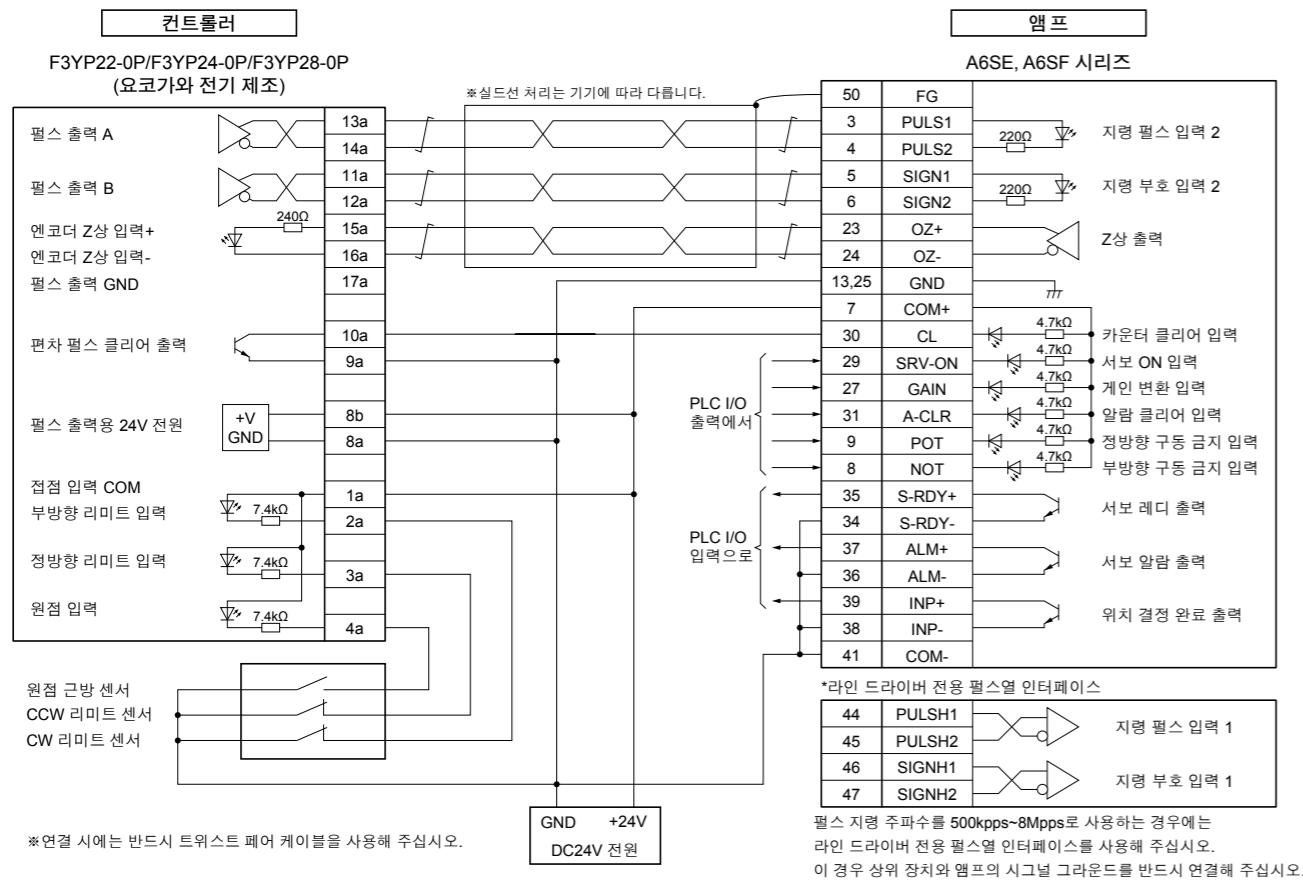 컨트롤러
F3YP22-0P/F3YP24-0P/F3YP28-0P
(요코가와 전기 제조)
펄스 출력 A
13a
14a
펄스 출력 B
11a
12a
240Ω
엔코더 Z상 입력+
15a
엔코더 Z상 입력-
16a
펄스 출력 GND
17a
편차 펄스 클리어 출력
10a
9a
펄스 출력용 24V 전원
+V
GND
8b
8a
접점 입력 COM
1a
부방향 리미트 입력
7.4kΩ
2a
정방향 리미트 입력
7.4kΩ
3a
원점 입력
7.4kΩ
4a
원점 근방 센서
CCW 리미트 센서
CW 리미트 센서
※연결 시에는 반드시 트위스트 페어 케이블을 사용해 주십시오.
※실드선 처리는 기기에 따라 다릅니다.
GND +24V
DC24V 전원
PLC I/O
출력에서
PLC I/O
입력으로
앰프
A6SE, A6SF 시리즈
50 FG
3 PULS1
4 PULS2
220Ω
지령 펄스 입력 2
5 SIGN1
6 SIGN2
220Ω
지령 부호 입력 2
23 OZ+
24 OZ-
Z상 출력
13,25 GND
7 COM+
30 CL 4.7kΩ 카운터 클리어 입력
29 SRV-ON 4.7kΩ 서보 ON 입력
27 GAIN 4.7kΩ 게인 변환 입력
31 A-CLR 4.7kΩ 알람 클리어 입력
9 POT 4.7kΩ 정방향 구동 금지 입력
8 NOT 4.7kΩ 부방향 구동 금지 입력
35 S-RDY+
34 S-RDY-
서보 레디 출력
37 ALM+
36 ALM-
서보 알람 출력
39 INP+
38 INP-
위치 결정 완료 출력
41 COM-
*라인 드라이버 전용 펄스열 인터페이스
44 PULSH1
45 PULSH2
지령 펄스 입력 1
46 SIGNH1
47 SIGNH2
지령 부호 입력 1
펄스 지령 주파수를 500kpps~8Mpps로 사용하는 경우에는
라인 드라이버 전용 펄스열 인터페이스를 사용해 주십시오.
이 경우 상위 장치와 앰프의 시그널 그라운드를 반드시 연결해 주십시오.